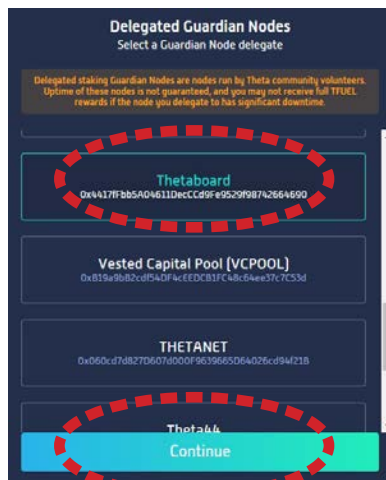 Delegated Guardian Nodes
Select a Guardian Node delegate
Delegated staking Guardian Nodes are nodes run by Theta community volunteers.
Uptime of these nodes is not guaranteed, and you may not receive full TFUEL
rewards if the node you delegate to has significant downtime.
Thetaboard
0x4417fFbb5A04611DecCCd9Fe9529f98742664690
Vested Capital Pool (VCPOOL)
0x819a9bB2cdf54DF4cEEDCB1FC48c64ee37c7C53d
THETANET
0x060cd7d827D607d000F9639665D64026cd94f21B
Theta44
Continue